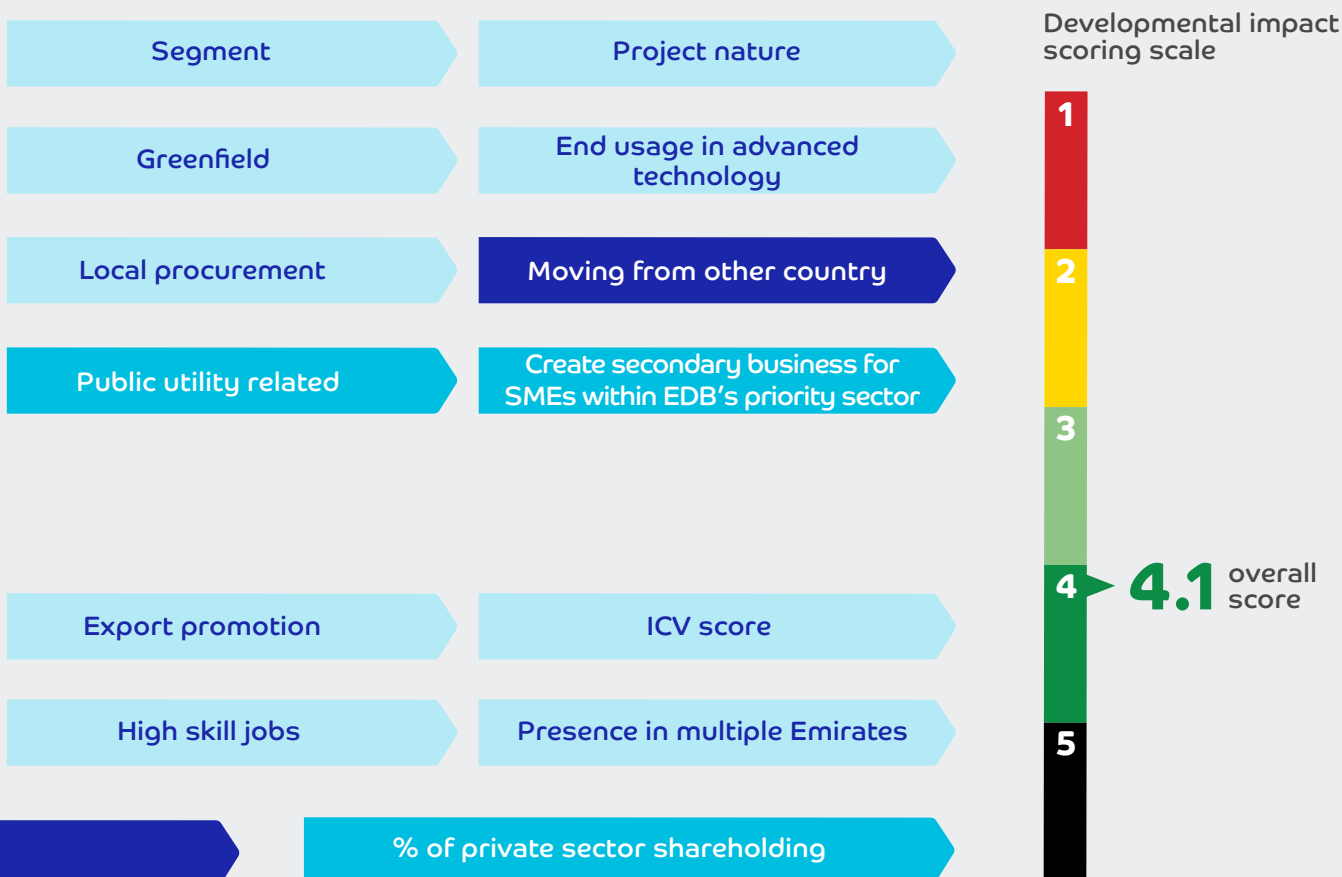 Segment
Project nature
Developmental impact
scoring scale
1
Greenfield
End usage in advanced
technology
Local procurement
Moving from other country
2
Public utility related
Create secondary business for
SMEs within EDB's priority sector
3
4
4.1
overall
score
Export promotion
ICV score
High skill jobs
Presence in multiple Emirates
5
% of private sector shareholding